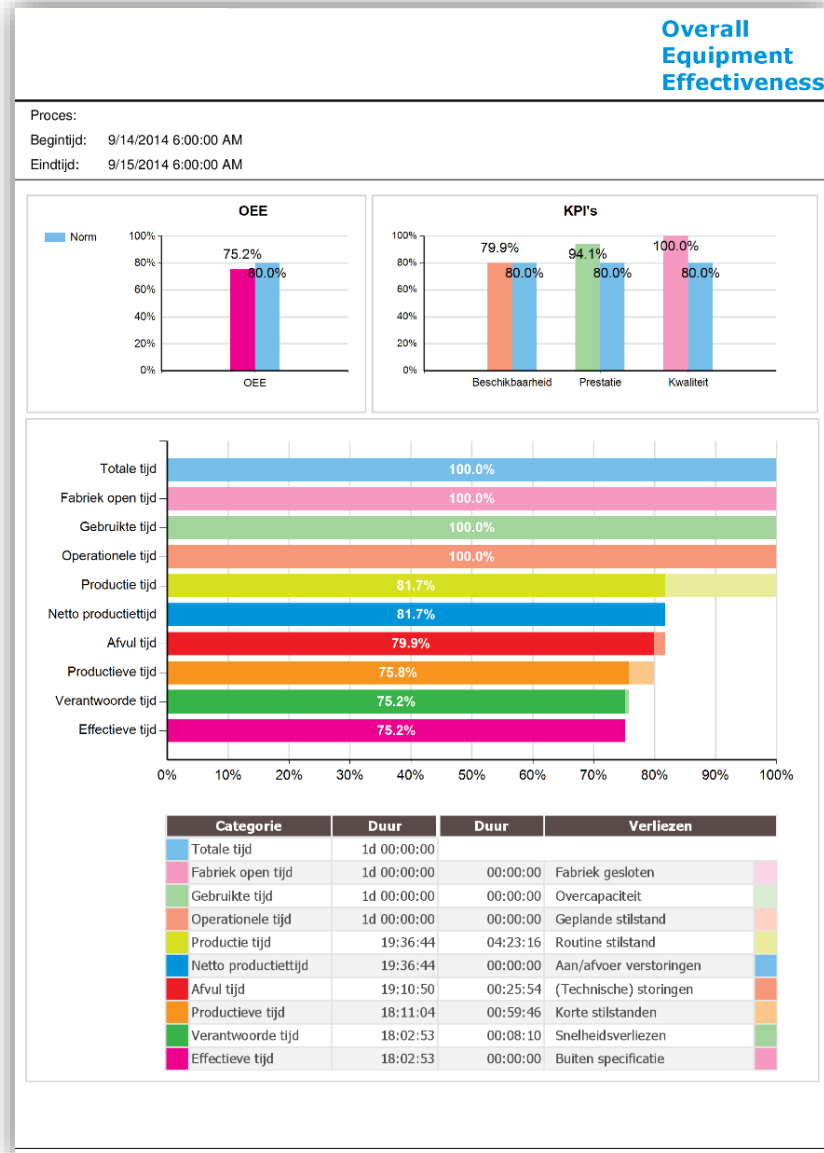 Overall
Equipment
Effectiveness
Proces:
Begintijd: 9/14/2014 6:00:00 AM
Eindtijd: 9/15/2014 6:00:00 AM
OEE
Norm
100%
80%
60%
40%
20%
0%
75.2%
80.0%
OEE
KPI's
100%
80%
60%
40%
20%
0%
79.9%
80.0%
94.1%
80.0%
100.0%
80.0%
Beschikbaarheid Prestatie Kwaliteit
Totale tijd 100.0%
Fabriek open tijd 100.0%
Gebruikte tijd 100.0%
Operationele tijd 100.0%
Productie tijd 81.7%
Netto productiettijd 81.7%
Afvul tijd 79.9%
Productieve tijd 75.8%
Verantwoorde tijd 75.2%
Effectieve tijd 75.2%
0% 10% 20% 30% 40% 50% 60% 70% 80% 90% 100%
Categorie Duur Duur Verliezen
Totale tijd 1d 00:00:00
Fabriek open tijd 1d 00:00:00 00:00:00 Fabriek gesloten
Gebruikte tijd 1d 00:00:00 00:00:00 Overcapaciteit
Operationele tijd 1d 00:00:00 00:00:00 Geplande stilstand
Productie tijd 19:36:44 04:23:16 Routine stilstand
Netto productiettijd 19:36:44 00:00:00 Aan/afvoer verstoringen
Afvul tijd 19:10:50 00:25:54 (Technische) storingen
Productieve tijd 18:11:04 00:59:46 Korte stilstanden
Verantwoorde tijd 18:02:53 00:08:10 Snelheidsverliezen
Effectieve tijd 18:02:53 00:00:00 Buiten specificatie